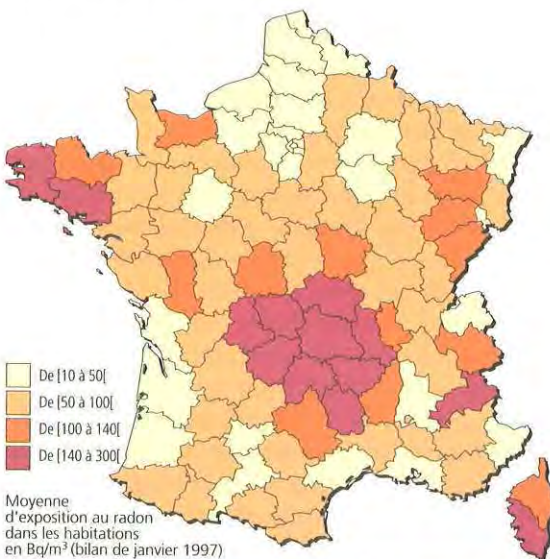 De [10 à 50[
De [50 à 100[
De [100 à 140[
De [140 à 300[
Moyenne
d'exposition au radon
dans les habitations
en Bq/m³ (bilan de janvier 1997)